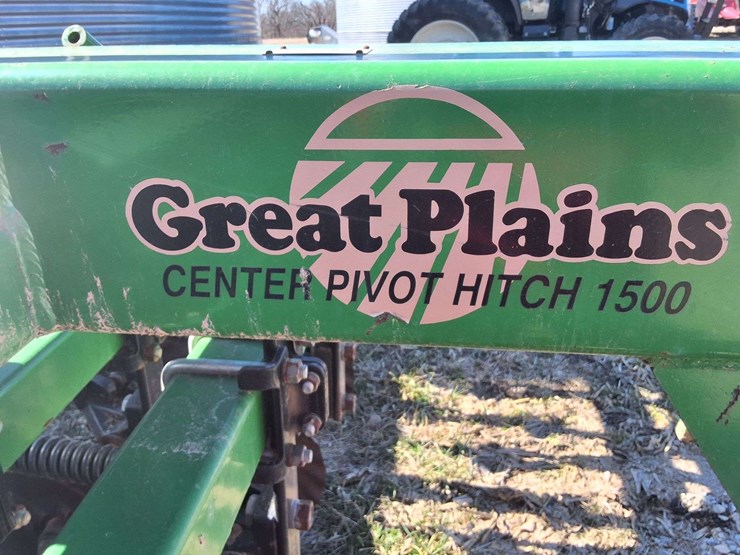 Great Plains
CENTER PIVOT HITCH 1500